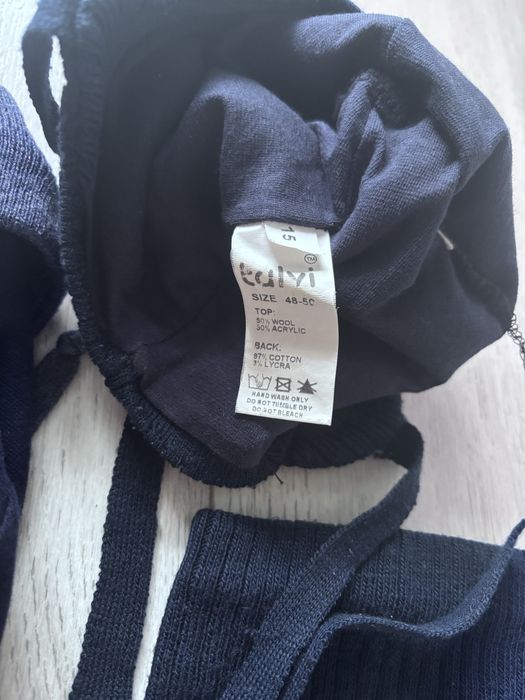 15
talvi™
SIZE 48-50
TOP:
50% WOOL
50% ACRYLIC
BACK:
97% COTTON
3% LYCRA
HAND WASH ONLY
DO NOT TUMBLE DRY
DO NOT BLEACH